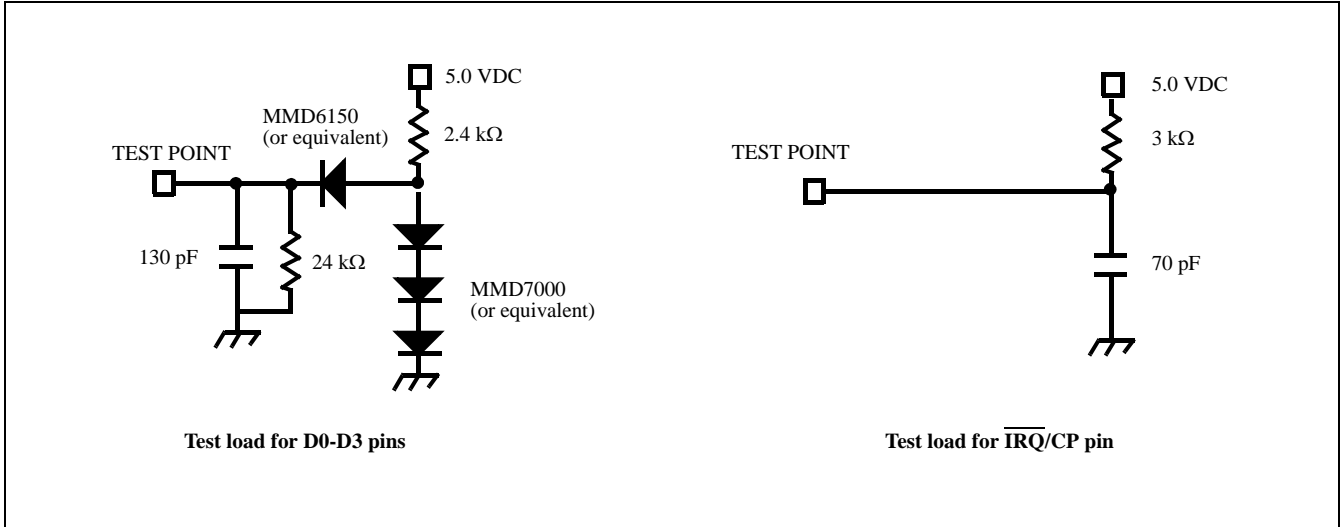 5.0 VDC
MMD6150
(or equivalent)
2.4 kΩ
TEST POINT
130 pF
24 kΩ
MMD7000
(or equivalent)
Test load for D0-D3 pins
5.0 VDC
3 kΩ
TEST POINT
70 pF
Test load for I̅R̅Q̅/CP pin